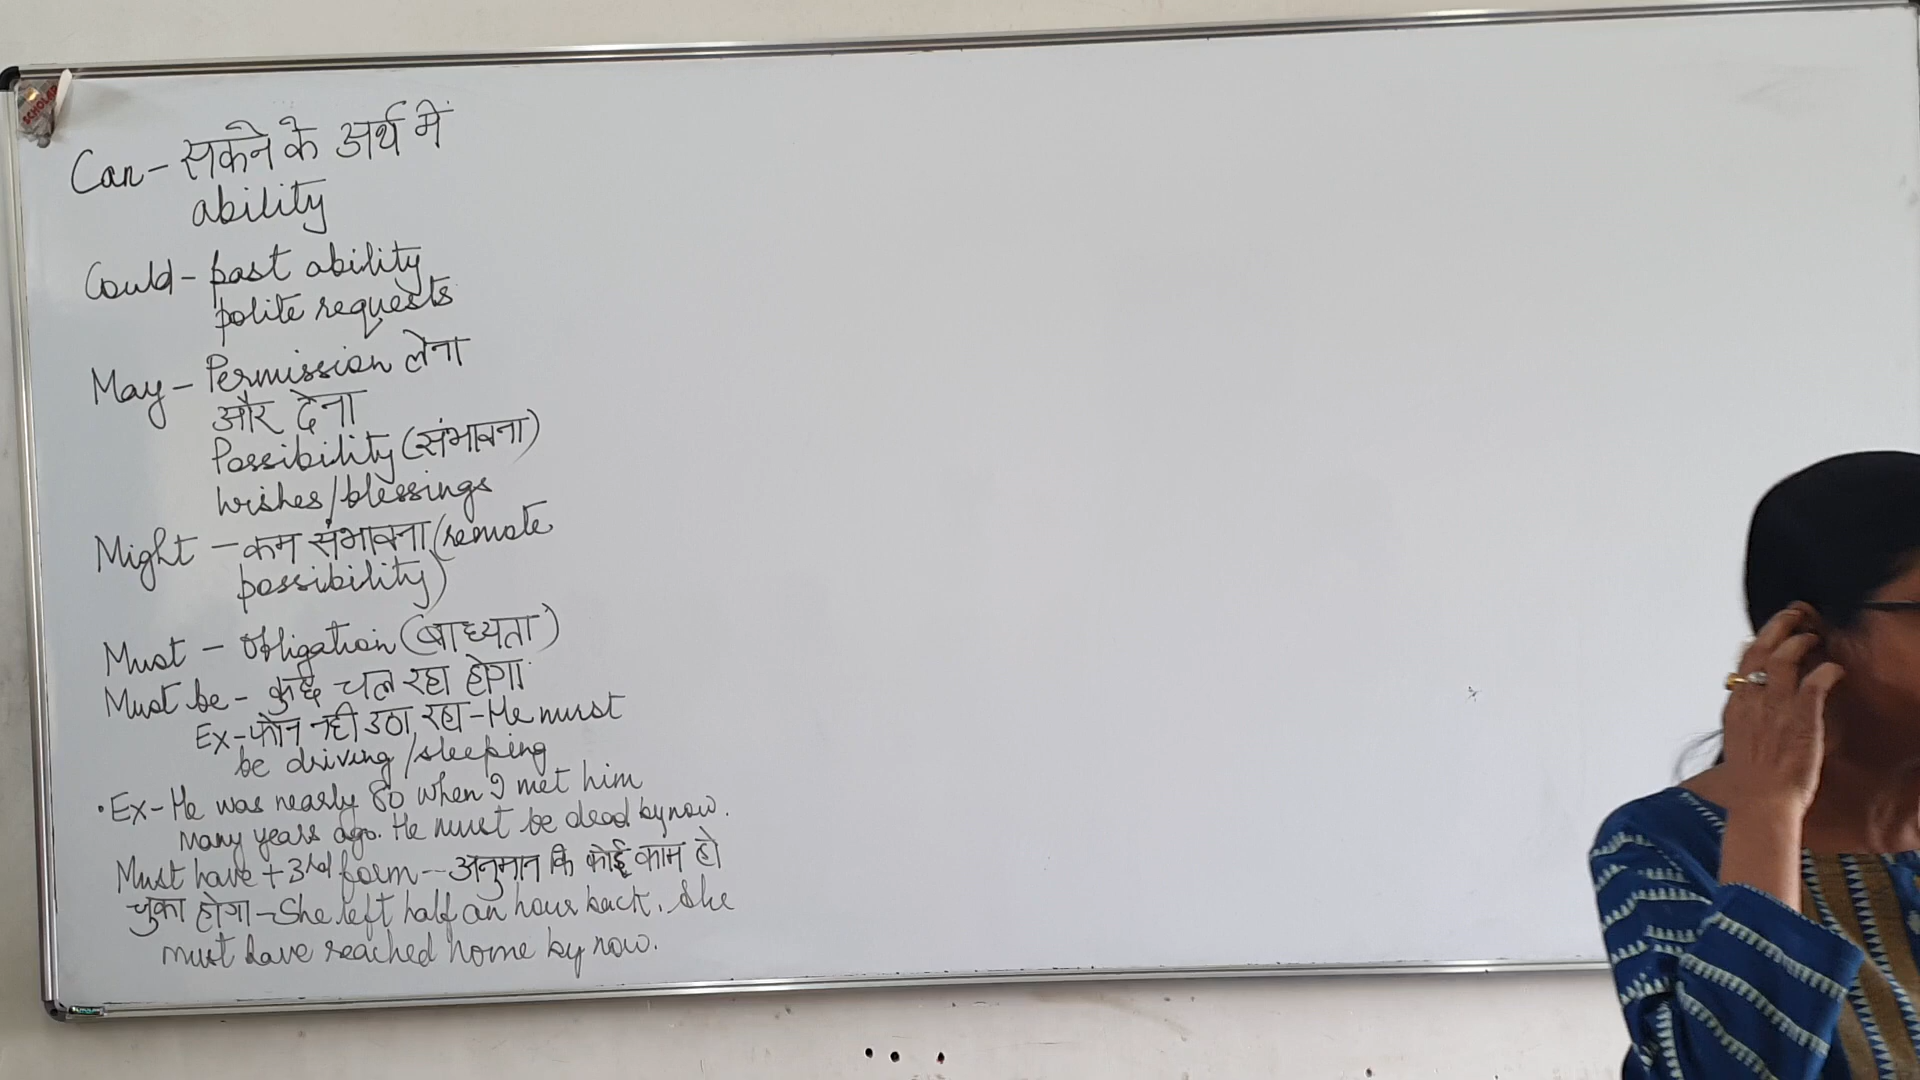 SCHOLAR
Can - सकने के अर्थ में
ability
Could - past ability
polite requests
May - Permission लेना
और देना
Possibility (संभावना)
Wishes/blessings
Might - कम संभावना (remote
possibility)
Must - Obligation (बाध्यता)
Must be - कुछ चल रहा होगा
Ex - फोन नही उठा रहा - He must
be driving/sleeping
• Ex - He was nearly 80 when I met him
many years ago. He must be dead by now.
Must have + 3rd form -- अनुमान कि कोई काम हो
चुका होगा - She left half an hour back. She
must have reached home by now.